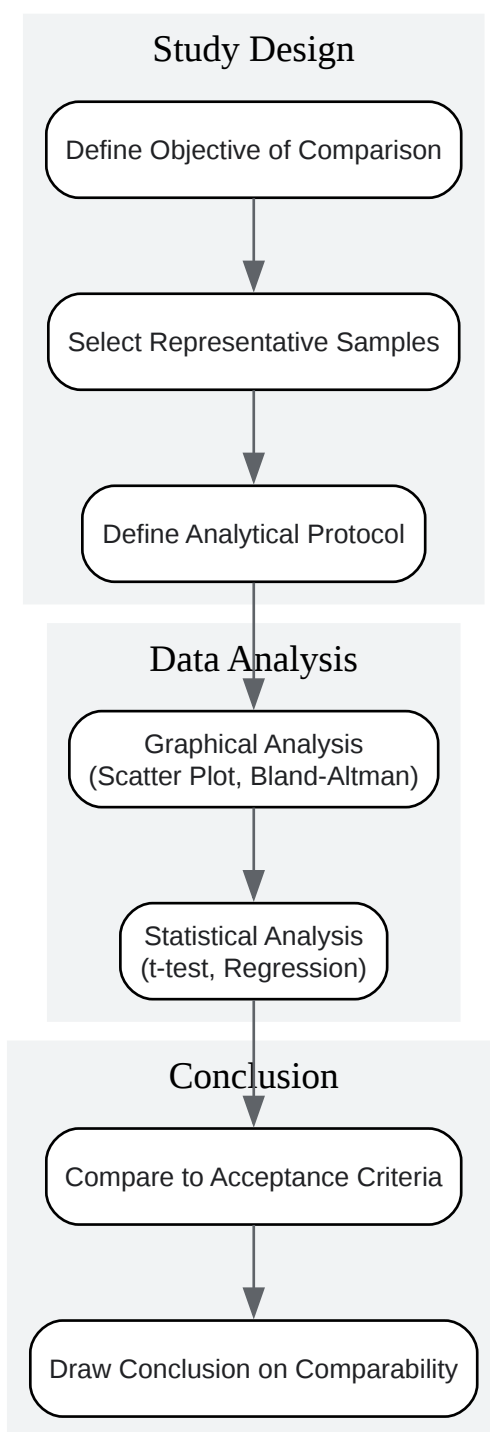 Study Design
Define Objective of Comparison
Select Representative Samples
Define Analytical Protocol
Data Analysis
Graphical Analysis
(Scatter Plot, Bland-Altman)
Statistical Analysis
(t-test, Regression)
Conclusion
Compare to Acceptance Criteria
Draw Conclusion on Comparability